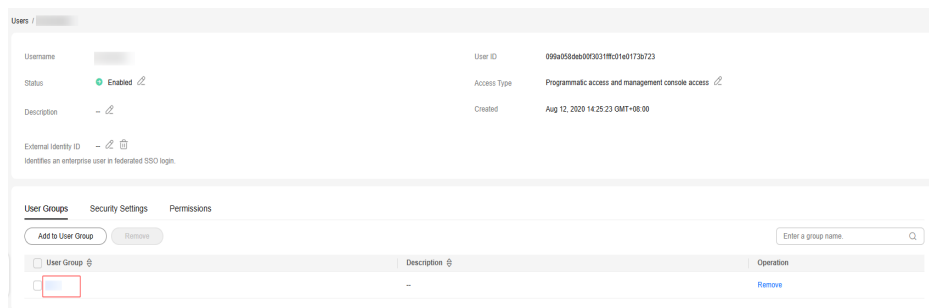 Users /
Username
User ID 099a058deb00f3031fffc01e0173b723
Status Enabled
Access Type Programmatic access and management console access
Description --
Created Aug 12, 2020 14:25:23 GMT+08:00
External Identity ID --
Identifies an enterprise user in federated SSO login.
User Groups Security Settings Permissions
Add to User Group Remove Enter a group name.
User Group Description Operation
-- Remove